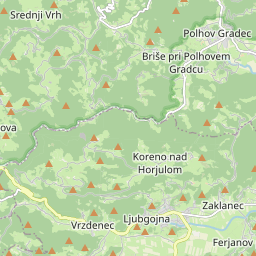 Srednji Vrh
Polhov Gradec
Briše pri Polhovem
Gradcu
ova
Koreno nad
Horjulom
Zaklanec
Ljubgojna
Vrzdenec
Ferjanov